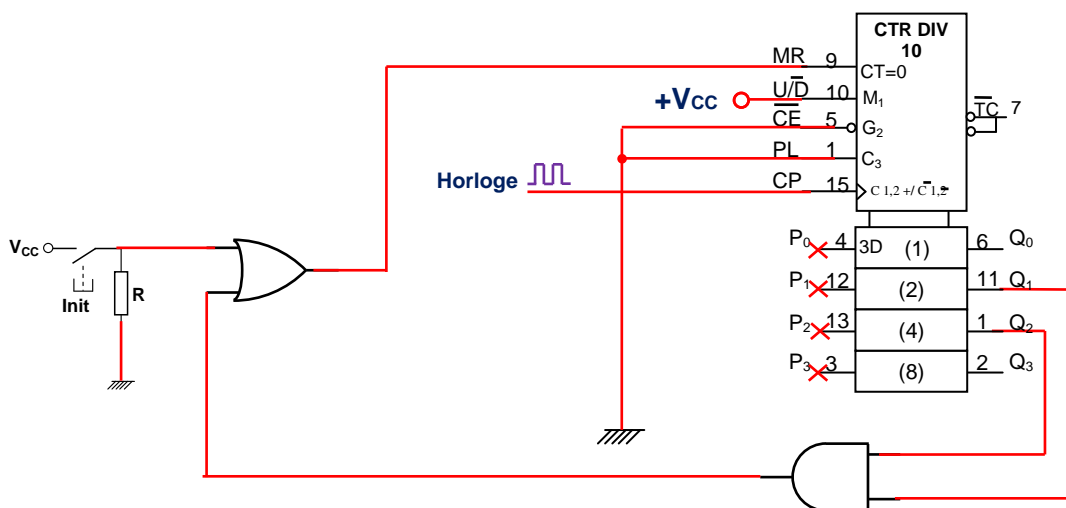 CTR DIV
10
MR 9 CT=0
+Vcc U/D̅ 10 M₁
C̅E̅ 5 G₂
T̅C̅ 7
PL 1 C₃
Horloge CP 15 C 1,2 +/ C̅ 1,2-
P₀ 4 3D (1) 6 Q₀
P₁ 12 (2) 11 Q₁
P₂ 13 (4) 1 Q₂
P₃ 3 (8) 2 Q₃
Vcc
Init R